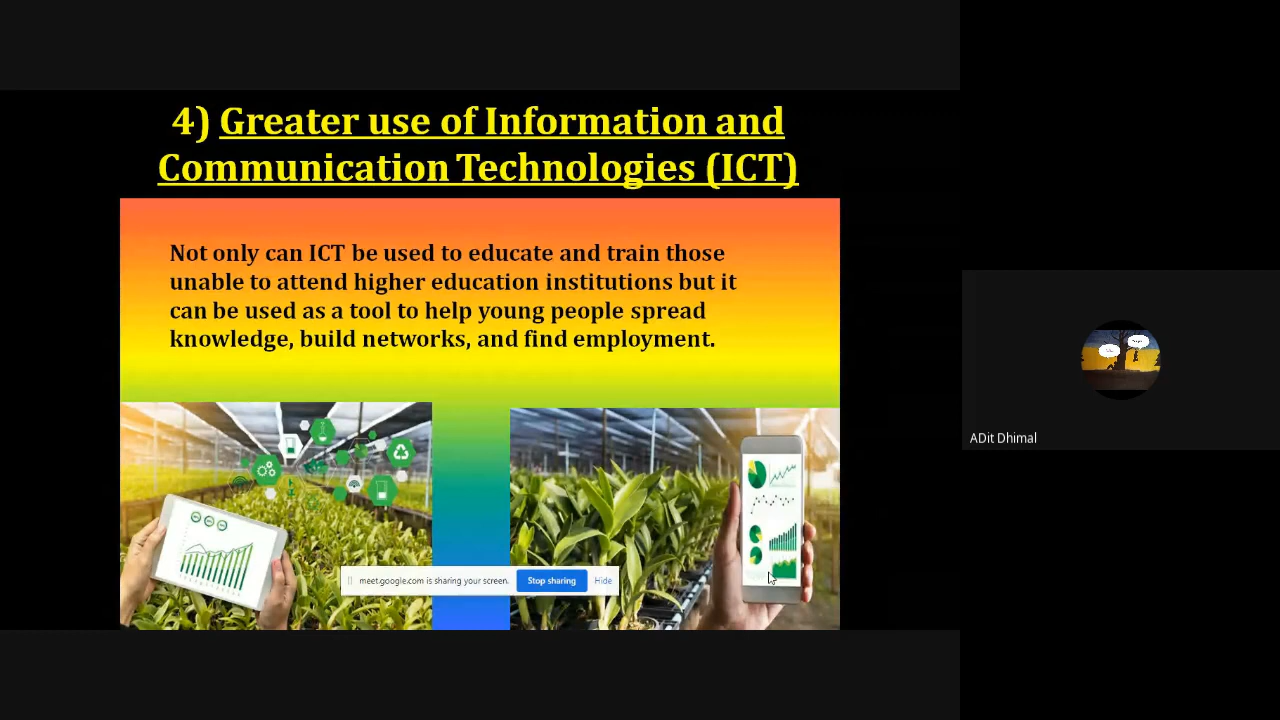 4) Greater use of Information and
Communication Technologies (ICT)
Not only can ICT be used to educate and train those
unable to attend higher education institutions but it
can be used as a tool to help young people spread
knowledge, build networks, and find employment.
meet.google.com is sharing your screen.
Stop sharing
Hide
ADit Dhimal